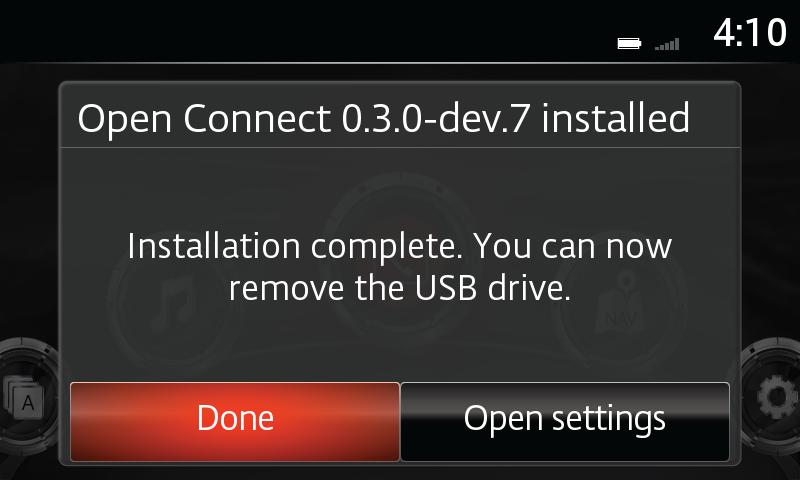 4:10
Open Connect 0.3.0-dev.7 installed
Installation complete. You can now
remove the USB drive.
NAV
A
Done
Open settings